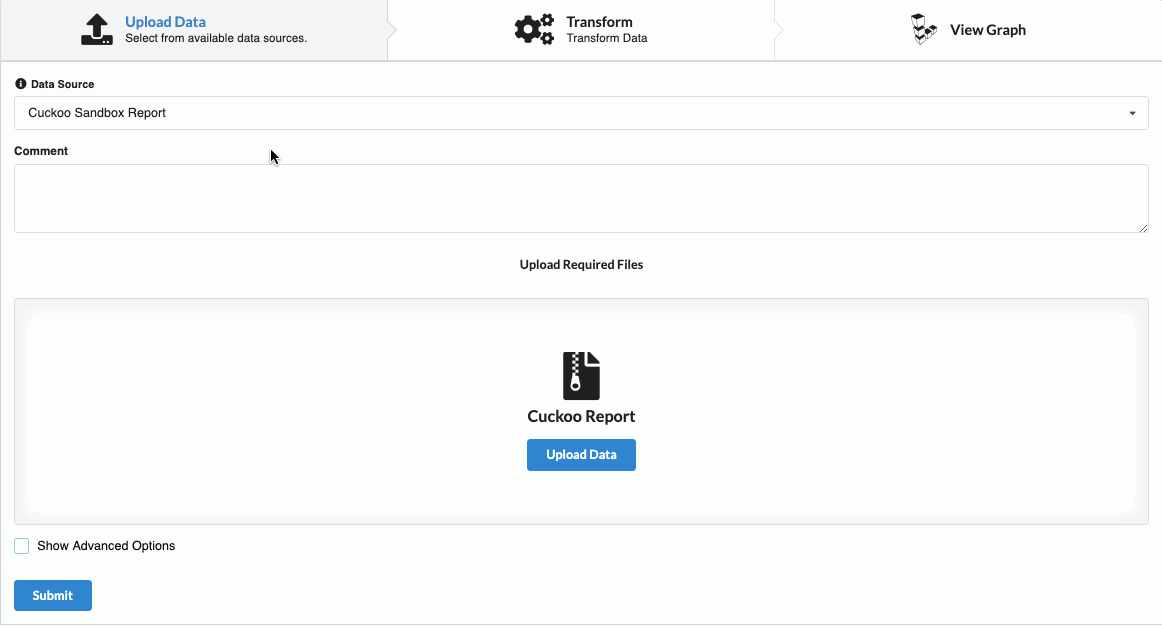 Upload Data
Select from available data sources.
Transform
Transform Data
View Graph
Data Source
Cuckoo Sandbox Report
Comment
Upload Required Files
Cuckoo Report
Upload Data
Show Advanced Options
Submit